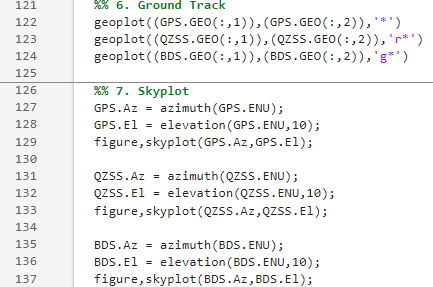 121 %% 6. Ground Track
122 geoplot((GPS.GEO(:,1)),(GPS.GEO(:,2)),'*')
123 geoplot((QZSS.GEO(:,1)),(QZSS.GEO(:,2)),'r*')
124 geoplot((BDS.GEO(:,1)),(BDS.GEO(:,2)),'g*')
125
126 %% 7. Skyplot
127 GPS.Az = azimuth(GPS.ENU);
128 GPS.El = elevation(GPS.ENU,10);
129 figure,skyplot(GPS.Az,GPS.El);
130
131 QZSS.Az = azimuth(QZSS.ENU);
132 QZSS.El = elevation(QZSS.ENU,10);
133 figure,skyplot(QZSS.Az,QZSS.El);
134
135 BDS.Az = azimuth(BDS.ENU);
136 BDS.El = elevation(BDS.ENU,10);
137 figure,skyplot(BDS.Az,BDS.El);